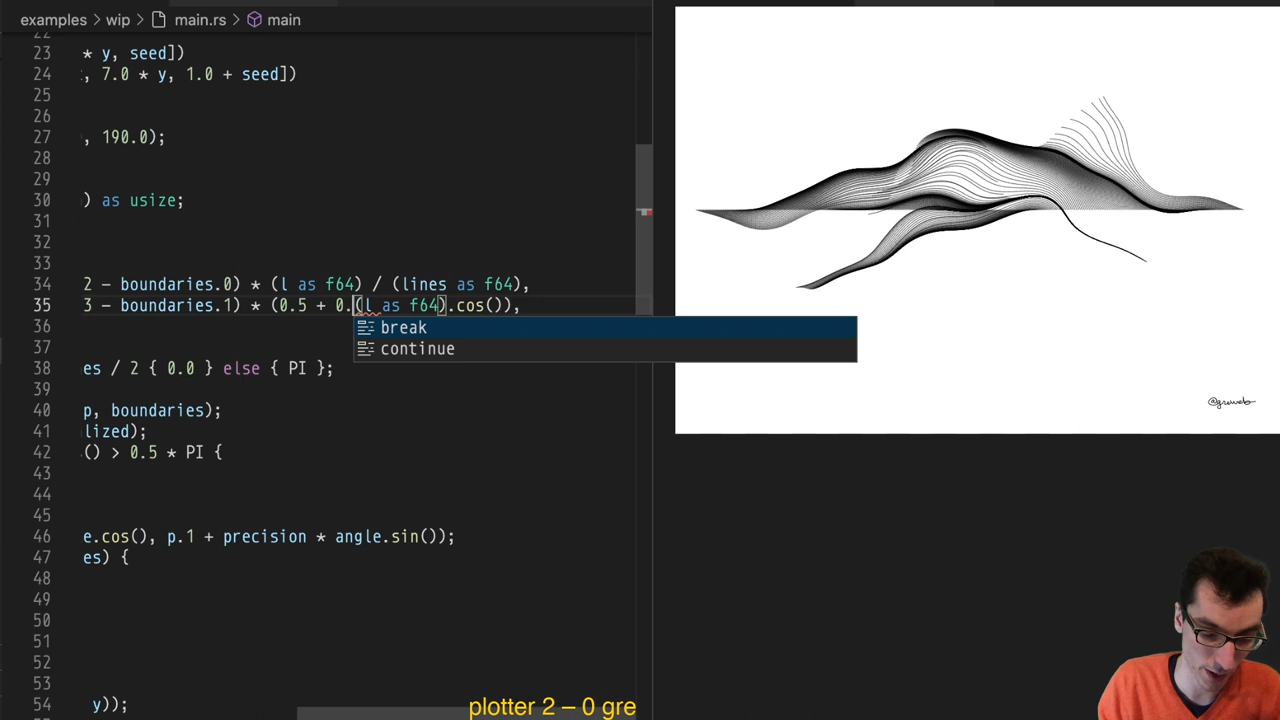 examples > wip > main.rs > main
22
23 * y, seed])
24 , 7.0 * y, 1.0 + seed])
25
26
27 , 190.0);
28
29
30 ) as usize;
31
32
33
34 2 – boundaries.0) * (l as f64) / (lines as f64),
35 3 – boundaries.1) * (0.5 + 0.(l as f64).cos()),
break
continue
36
37
38 es / 2 { 0.0 } else { PI };
39
40 p, boundaries);
41 lized);
42 () > 0.5 * PI {
43
44
45
46 e.cos(), p.1 + precision * angle.sin());
47 es) {
48
49
50
51
52
53
54 y));
@greweb
plotter 2 – 0 gre